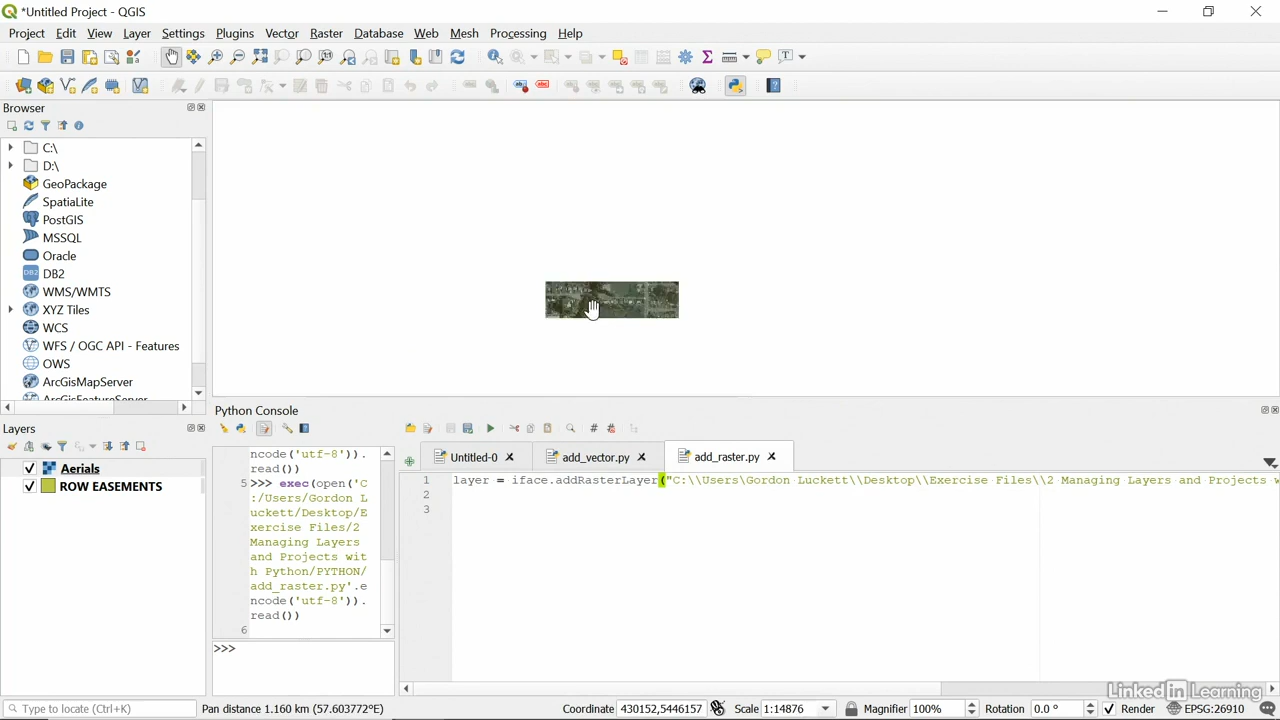 *Untitled Project - QGIS
Project Edit View Layer Settings Plugins Vector Raster Database Web Mesh Processing Help
Browser
C:\
D:\
GeoPackage
SpatiaLite
PostGIS
MSSQL
Oracle
DB2
WMS/WMTS
XYZ Tiles
WCS
WFS / OGC API - Features
OWS
ArcGisMapServer
ArcGisFeatureServer
Layers
Aerials
ROW EASEMENTS
Python Console
ncode('utf-8')).
read())
5 >>> exec(open('C
:/Users/Gordon L
uckett/Desktop/E
xercise Files/2
Managing Layers
and Projects wit
h Python/PYTHON/
add_raster.py'.e
ncode('utf-8')).
read())
6
>>>
Untitled-0 add_vector.py add_raster.py
1 layer = iface.addRasterLayer("C:\\Users\Gordon Luckett\\Desktop\\Exercise Files\\2 Managing Layers and Projects w
2
3
Linked in Learning
Type to locate (Ctrl+K) Pan distance 1.160 km (57.603772°E) Coordinate 430152,5446157 Scale 1:14876 Magnifier 100% Rotation 0.0 ° Render EPSG:26910